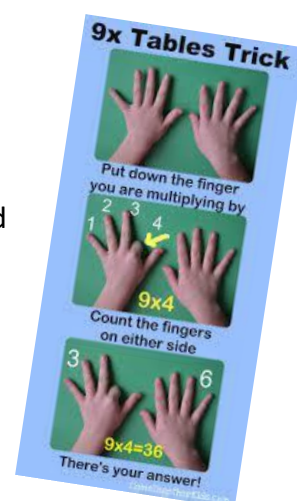 9x Tables Trick
Put down the finger
you are multiplying by
1 2 3 4
9x4
Count the fingers
on either side
3 6
9x4=36
There's your answer!